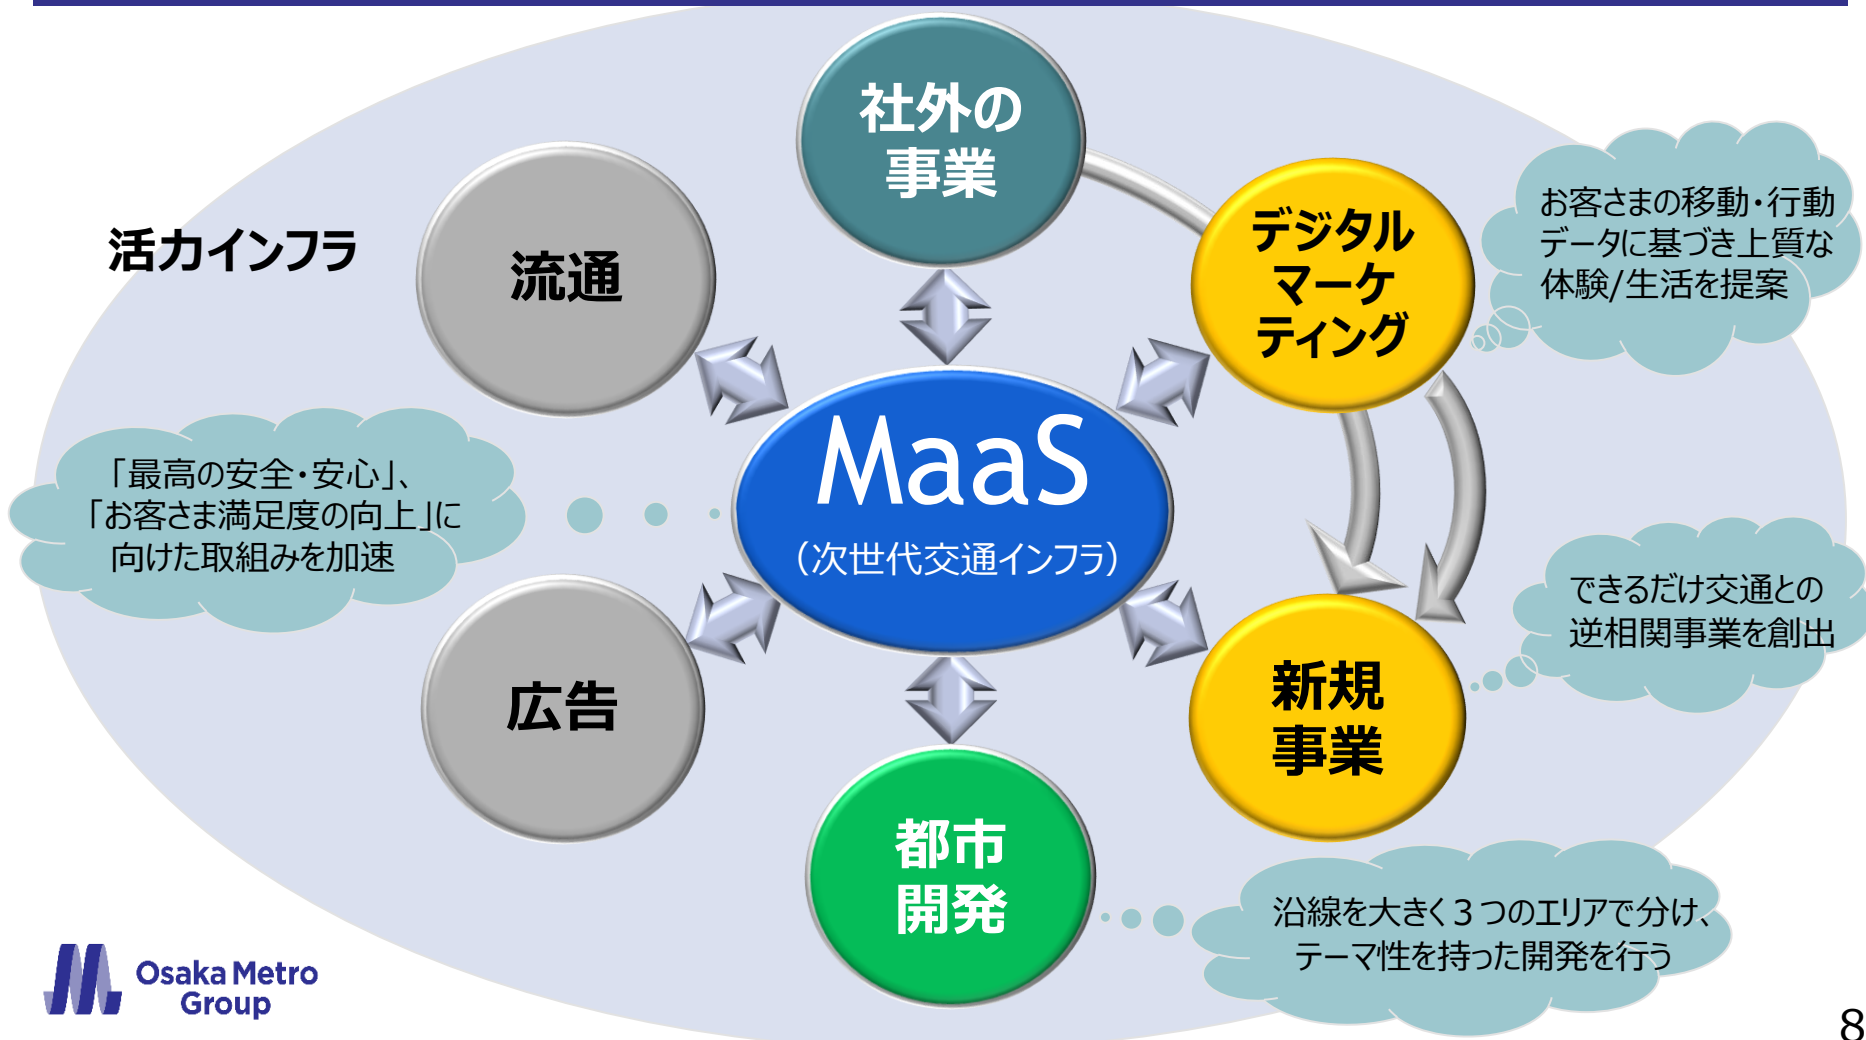 社外の
事業
活力インフラ
流通
デジタル
マーケ
ティング
お客さまの移動・行動
データに基づき上質な
体験/生活を提案
MaaS
（次世代交通インフラ）
「最高の安全・安心」、
「お客さま満足度の向上」に
向けた取組みを加速
できるだけ交通との
逆相関事業を創出
広告
新規
事業
都市
開発
沿線を大きく３つのエリアで分け、
テーマ性を持った開発を行う
Osaka Metro
Group
8